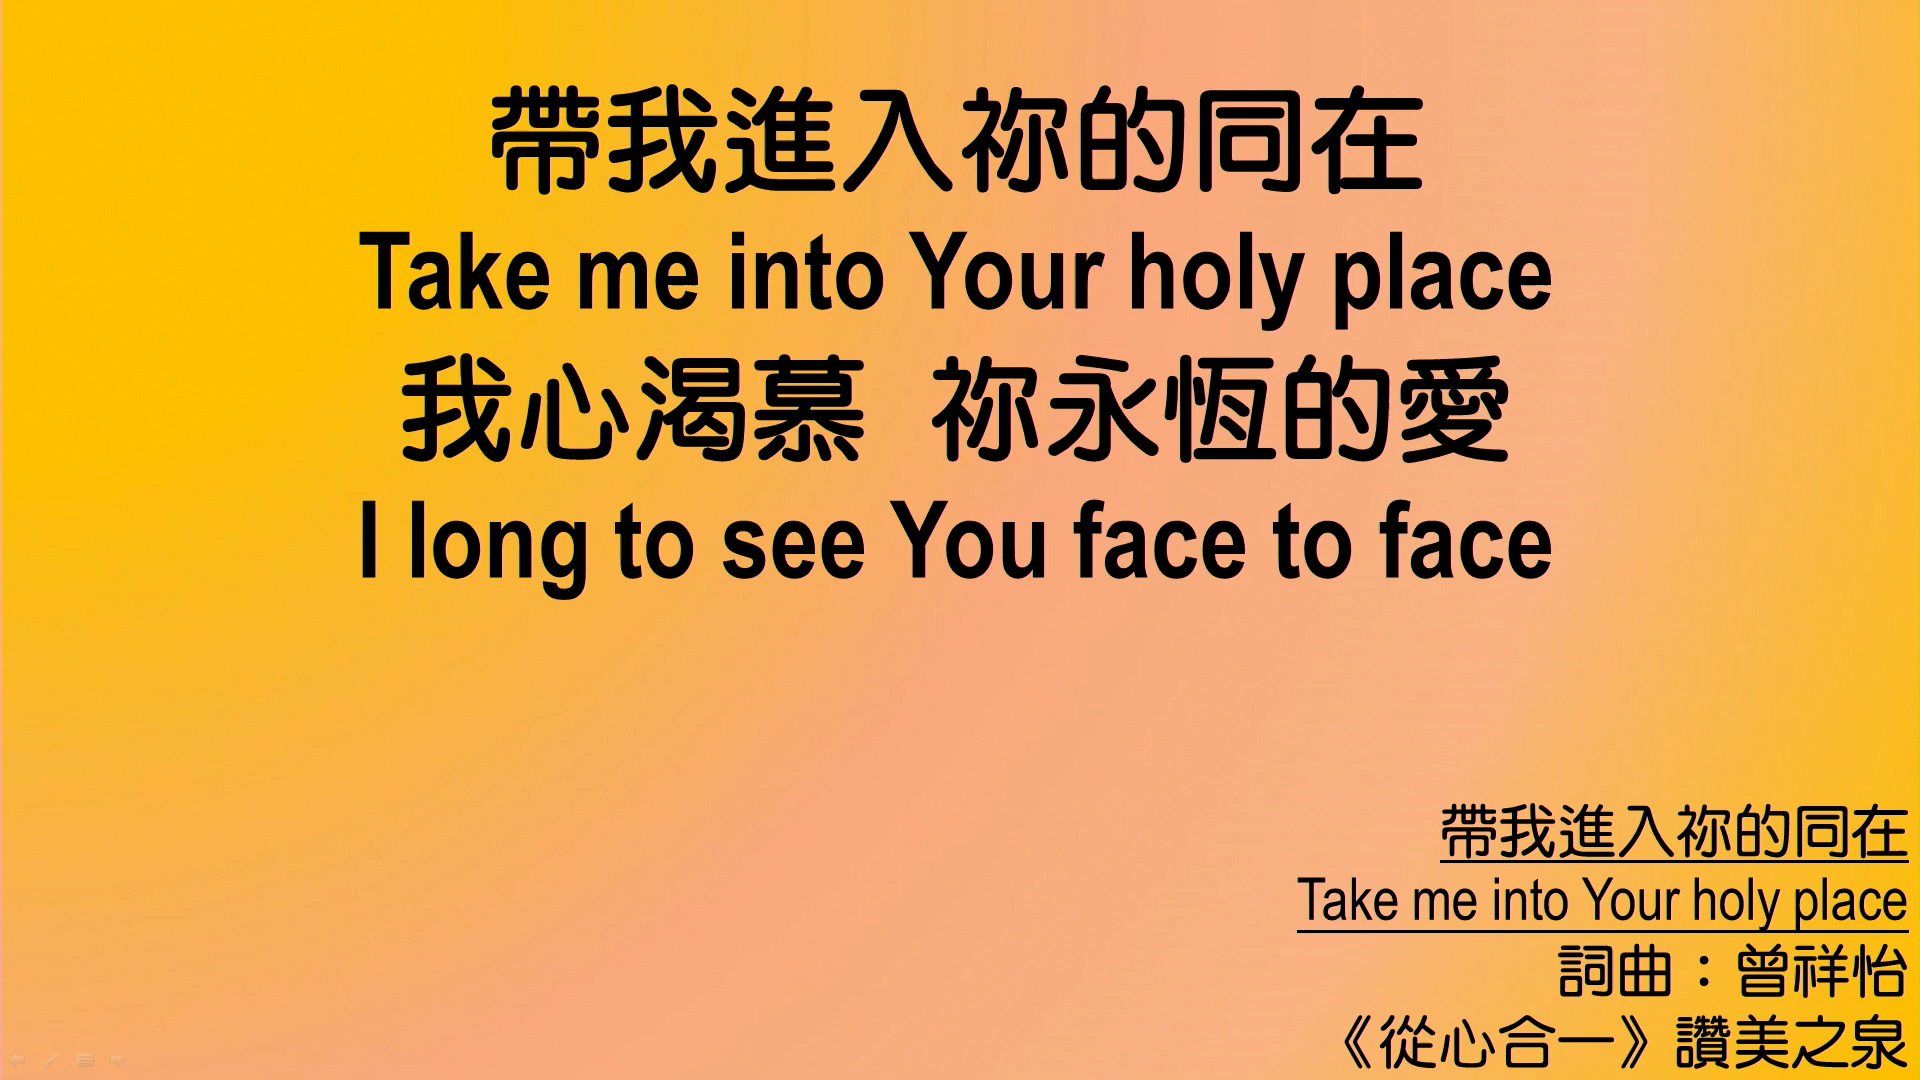 帶我進入祢的同在
Take me into Your holy place
我心渴慕 祢永恆的愛
I long to see You face to face
帶我進入祢的同在
Take me into Your holy place
詞曲：曾祥怡
《從心合一》讚美之泉